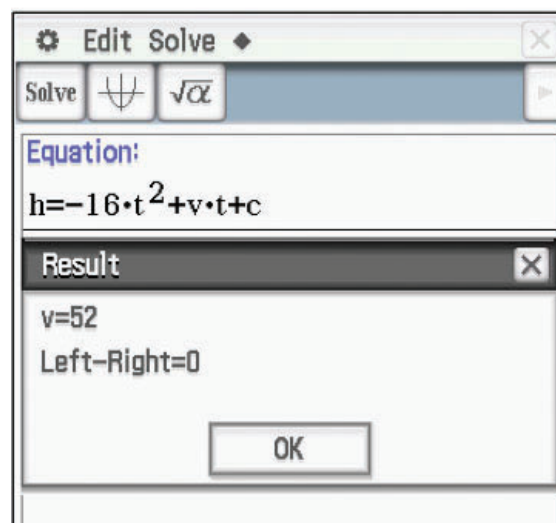 Edit Solve
Solve √α
Equation:
h=−16·t²+v·t+c
Result
v=52
Left−Right=0
OK